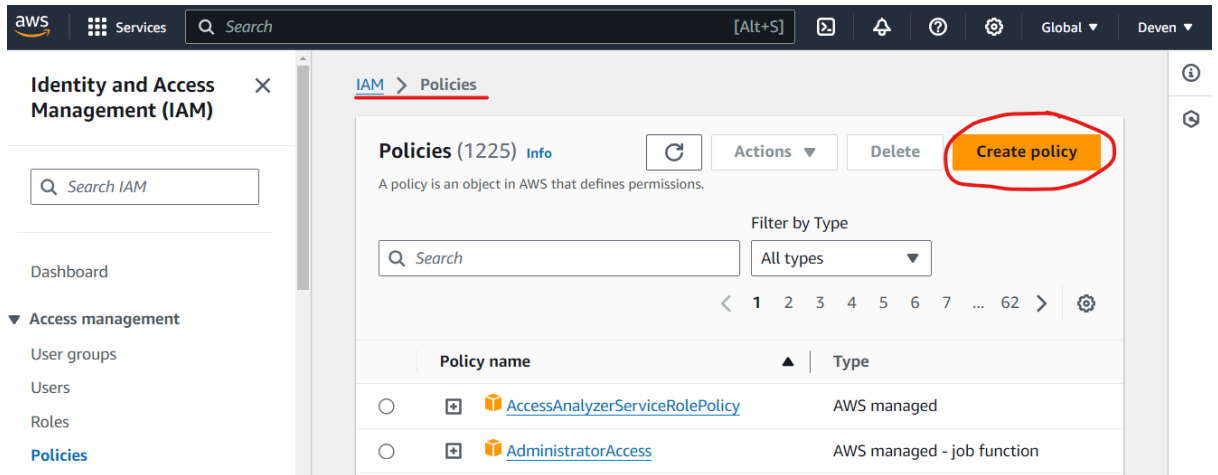 aws
Services
Search
[Alt+S]
Global
Deven
Identity and Access
Management (IAM)
Search IAM
Dashboard
Access management
User groups
Users
Roles
Policies
IAM > Policies
Policies (1225) Info
Actions
Delete
Create policy
A policy is an object in AWS that defines permissions.
Filter by Type
Search
All types
< 1 2 3 4 5 6 7 ... 62 >
Policy name
Type
AccessAnalyzerServiceRolePolicy
AWS managed
AdministratorAccess
AWS managed - job function